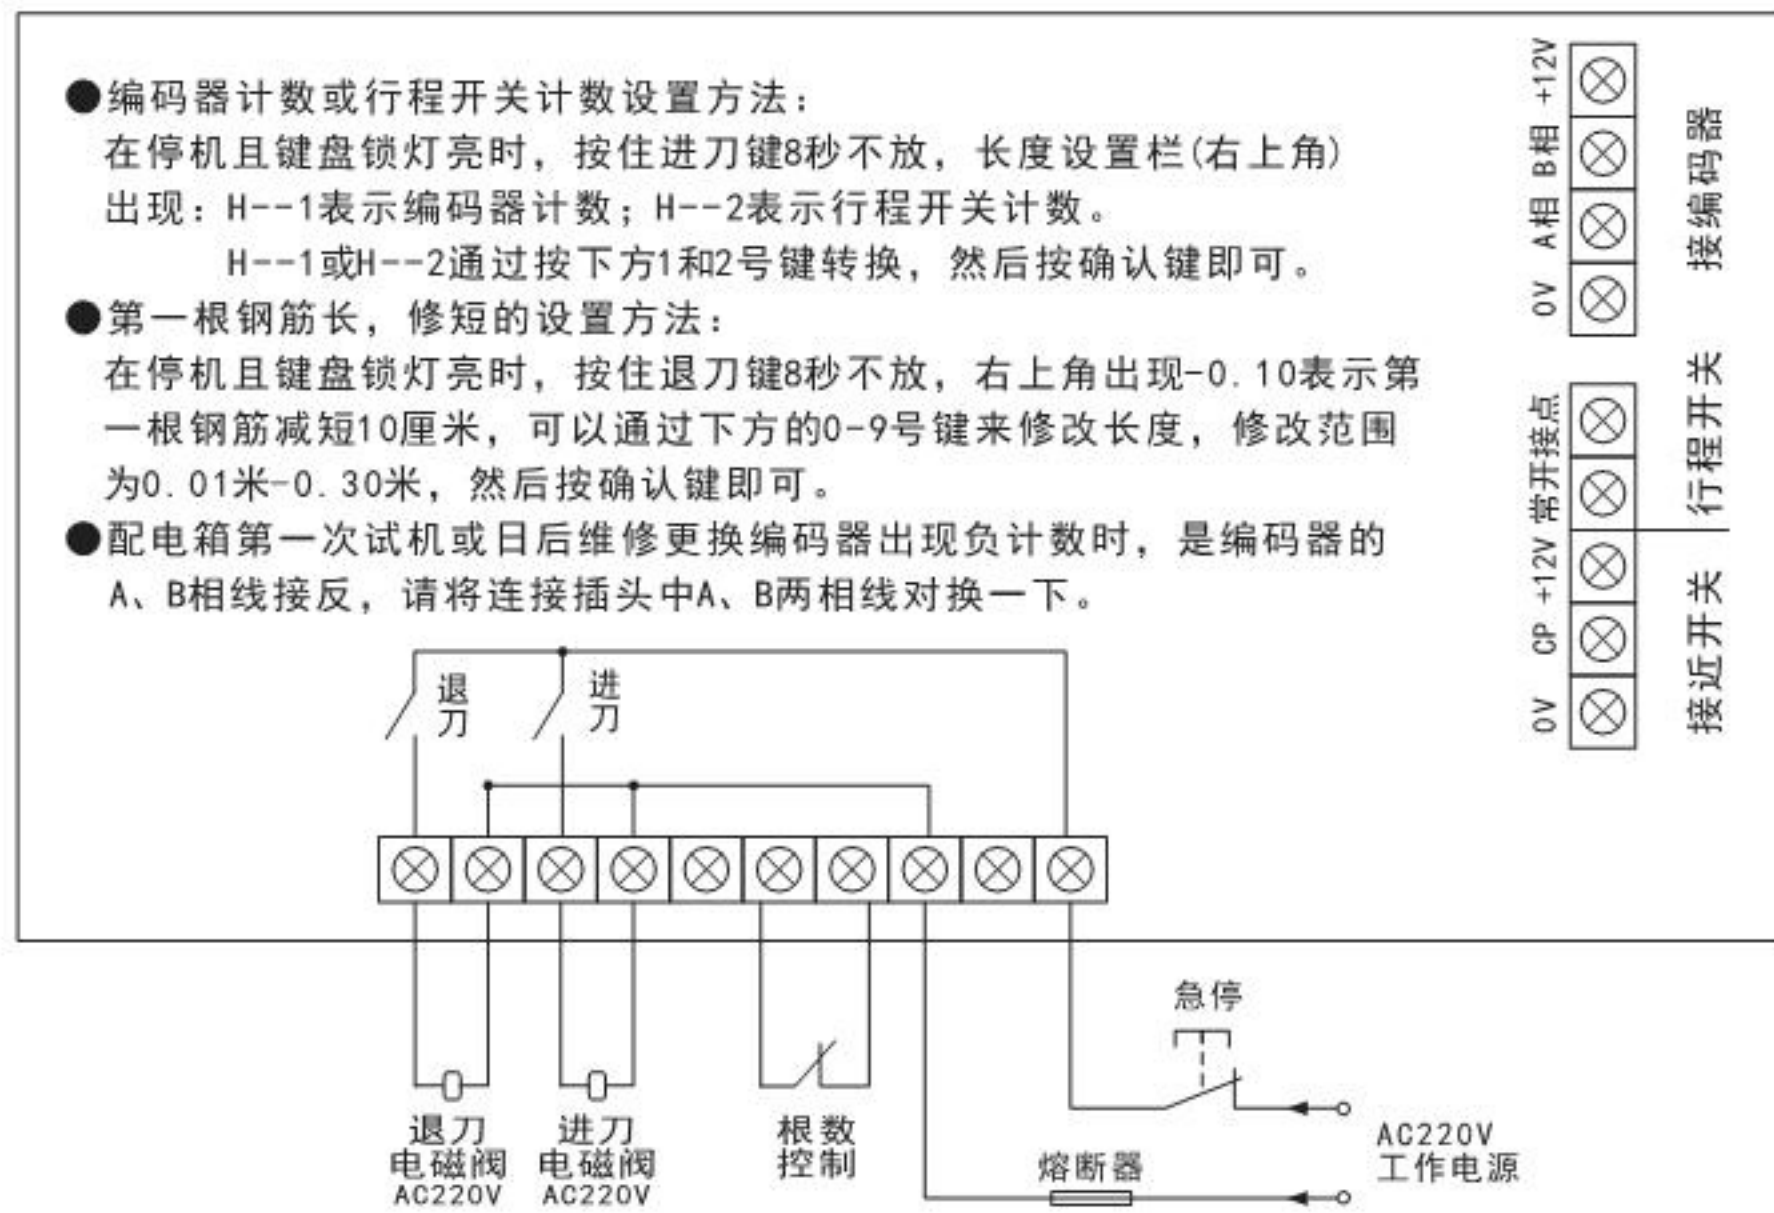 ●编码器计数或行程开关计数设置方法:
在停机且键盘锁灯亮时，按住进刀键8秒不放，长度设置栏(右上角)
出现: H--1表示编码器计数; H--2表示行程开关计数。
H--1或H--2通过按下方1和2号键转换，然后按确认键即可。
●第一根钢筋长，修短的设置方法:
在停机且键盘锁灯亮时，按住退刀键8秒不放，右上角出现-0.10表示第
一根钢筋减短10厘米，可以通过下方的0-9号键来修改长度，修改范围
为0.01米-0.30米，然后按确认键即可。
●配电箱第一次试机或日后维修更换编码器出现负计数时，是编码器的
A、B相线接反，请将连接插头中A、B两相线对换一下。
+12V
B相
A相
0V
接编码器
常开接点
行程开关
+12V
CP
0V
接近开关
退刀
进刀
退刀
电磁阀
AC220V
进刀
电磁阀
AC220V
根数
控制
急停
熔断器
AC220V
工作电源